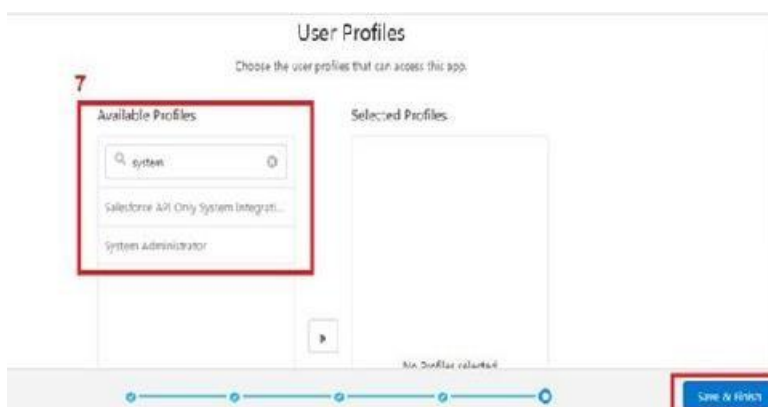 User Profiles
Choose the user profiles that can access this app.
7
Available Profiles
Selected Profiles
system
Salesforce API Only System Integrati...
System Administrator
No Profiles selected
Save & Finish